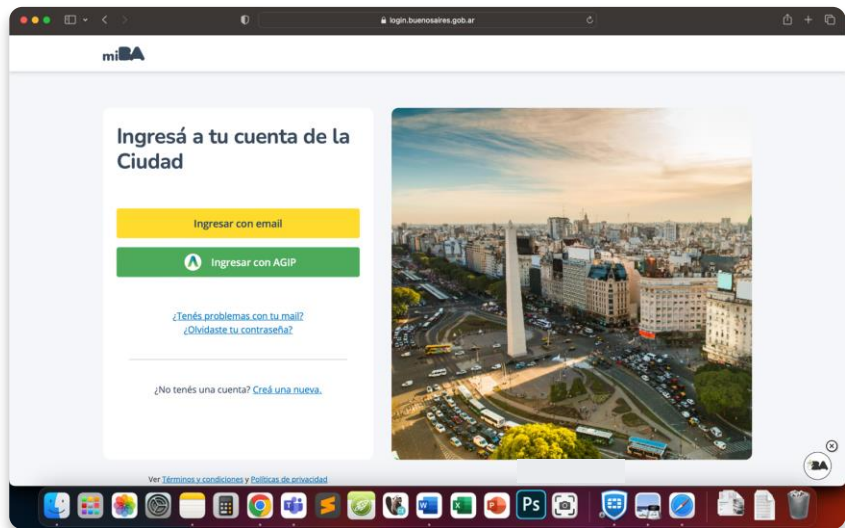 login.buenosaires.gob.ar
miBA
Ingresá a tu cuenta de la
Ciudad
Ingresar con email
Ingresar con AGIP
¿Tenés problemas con tu mail?
¿Olvidaste tu contraseña?
¿No tenés una cuenta? Creá una nueva.
BA
Ver Términos y condiciones y Políticas de privacidad
W
X
P
Ps